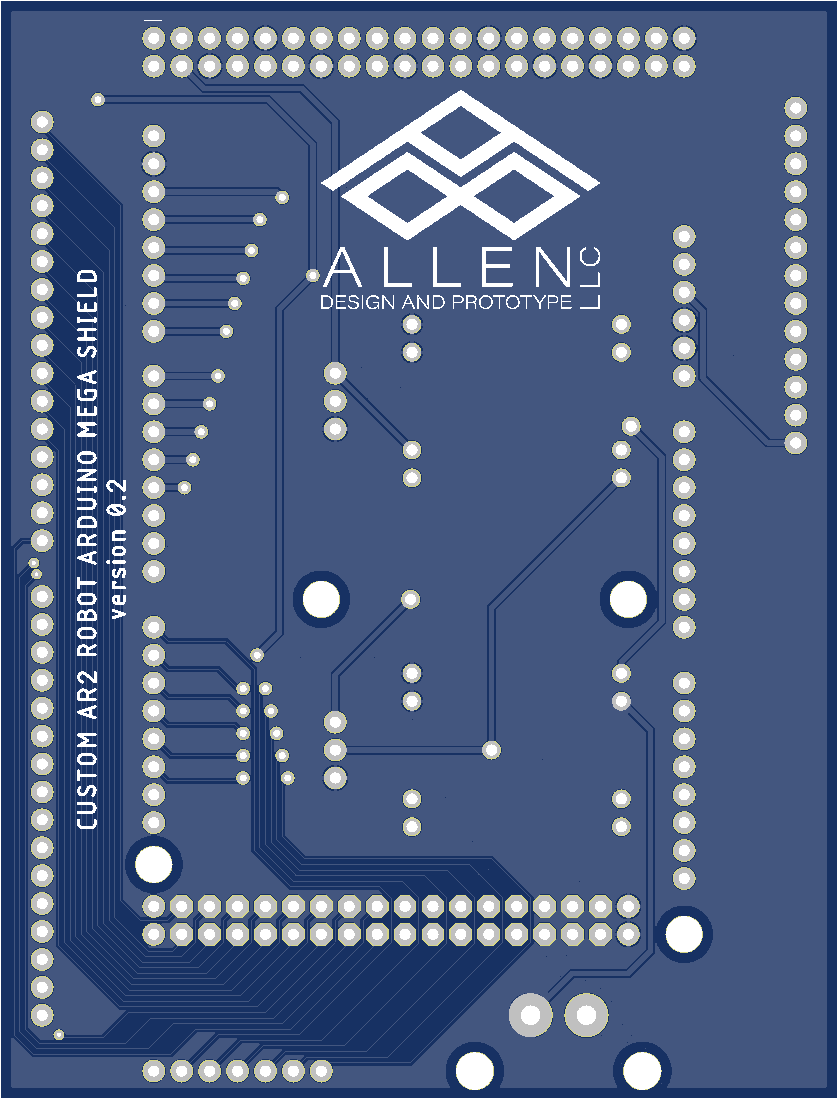 ALLEN LLC
DESIGN AND PROTOTYPE
CUSTOM AR2 ROBOT ARDUINO MEGA SHIELD
version 0.2